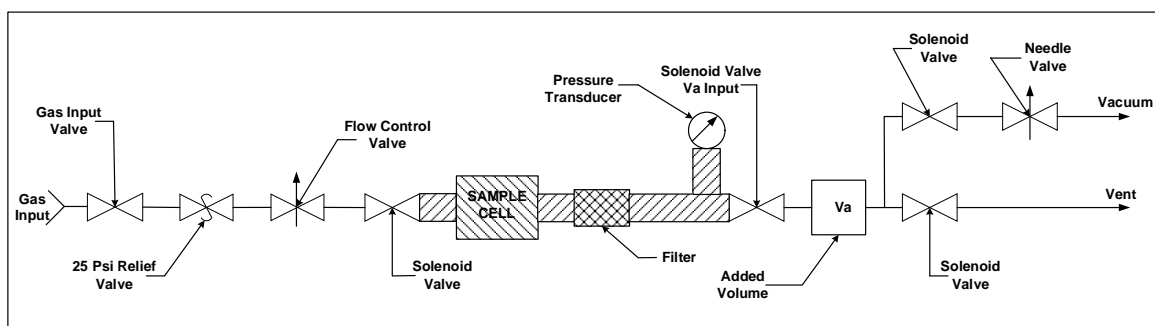 Gas Input
Valve
Gas
Input
25 Psi Relief
Valve
Flow Control
Valve
Solenoid
Valve
SAMPLE
CELL
Filter
Pressure
Transducer
Solenoid Valve
Va Input
Va
Added
Volume
Solenoid
Valve
Needle
Valve
Vacuum
Vent
Solenoid
Valve